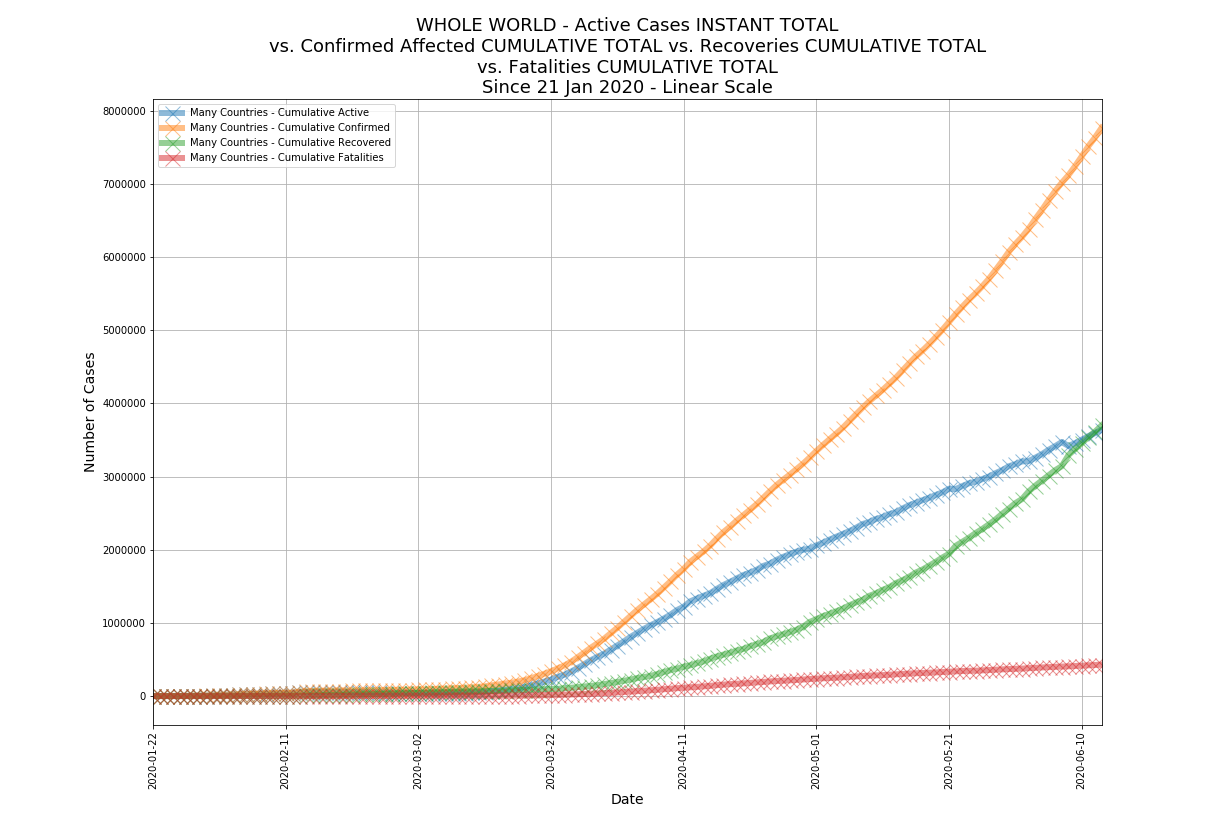 WHOLE WORLD - Active Cases INSTANT TOTAL
vs. Confirmed Affected CUMULATIVE TOTAL vs. Recoveries CUMULATIVE TOTAL
vs. Fatalities CUMULATIVE TOTAL
Since 21 Jan 2020 - Linear Scale
Many Countries - Cumulative Active
Many Countries - Cumulative Confirmed
Many Countries - Cumulative Recovered
Many Countries - Cumulative Fatalities
8000000
7000000
6000000
5000000
4000000
3000000
2000000
1000000
0
Number of Cases
2020-01-22
2020-02-11
2020-03-02
2020-03-22
2020-04-11
2020-05-01
2020-05-21
2020-06-10
Date